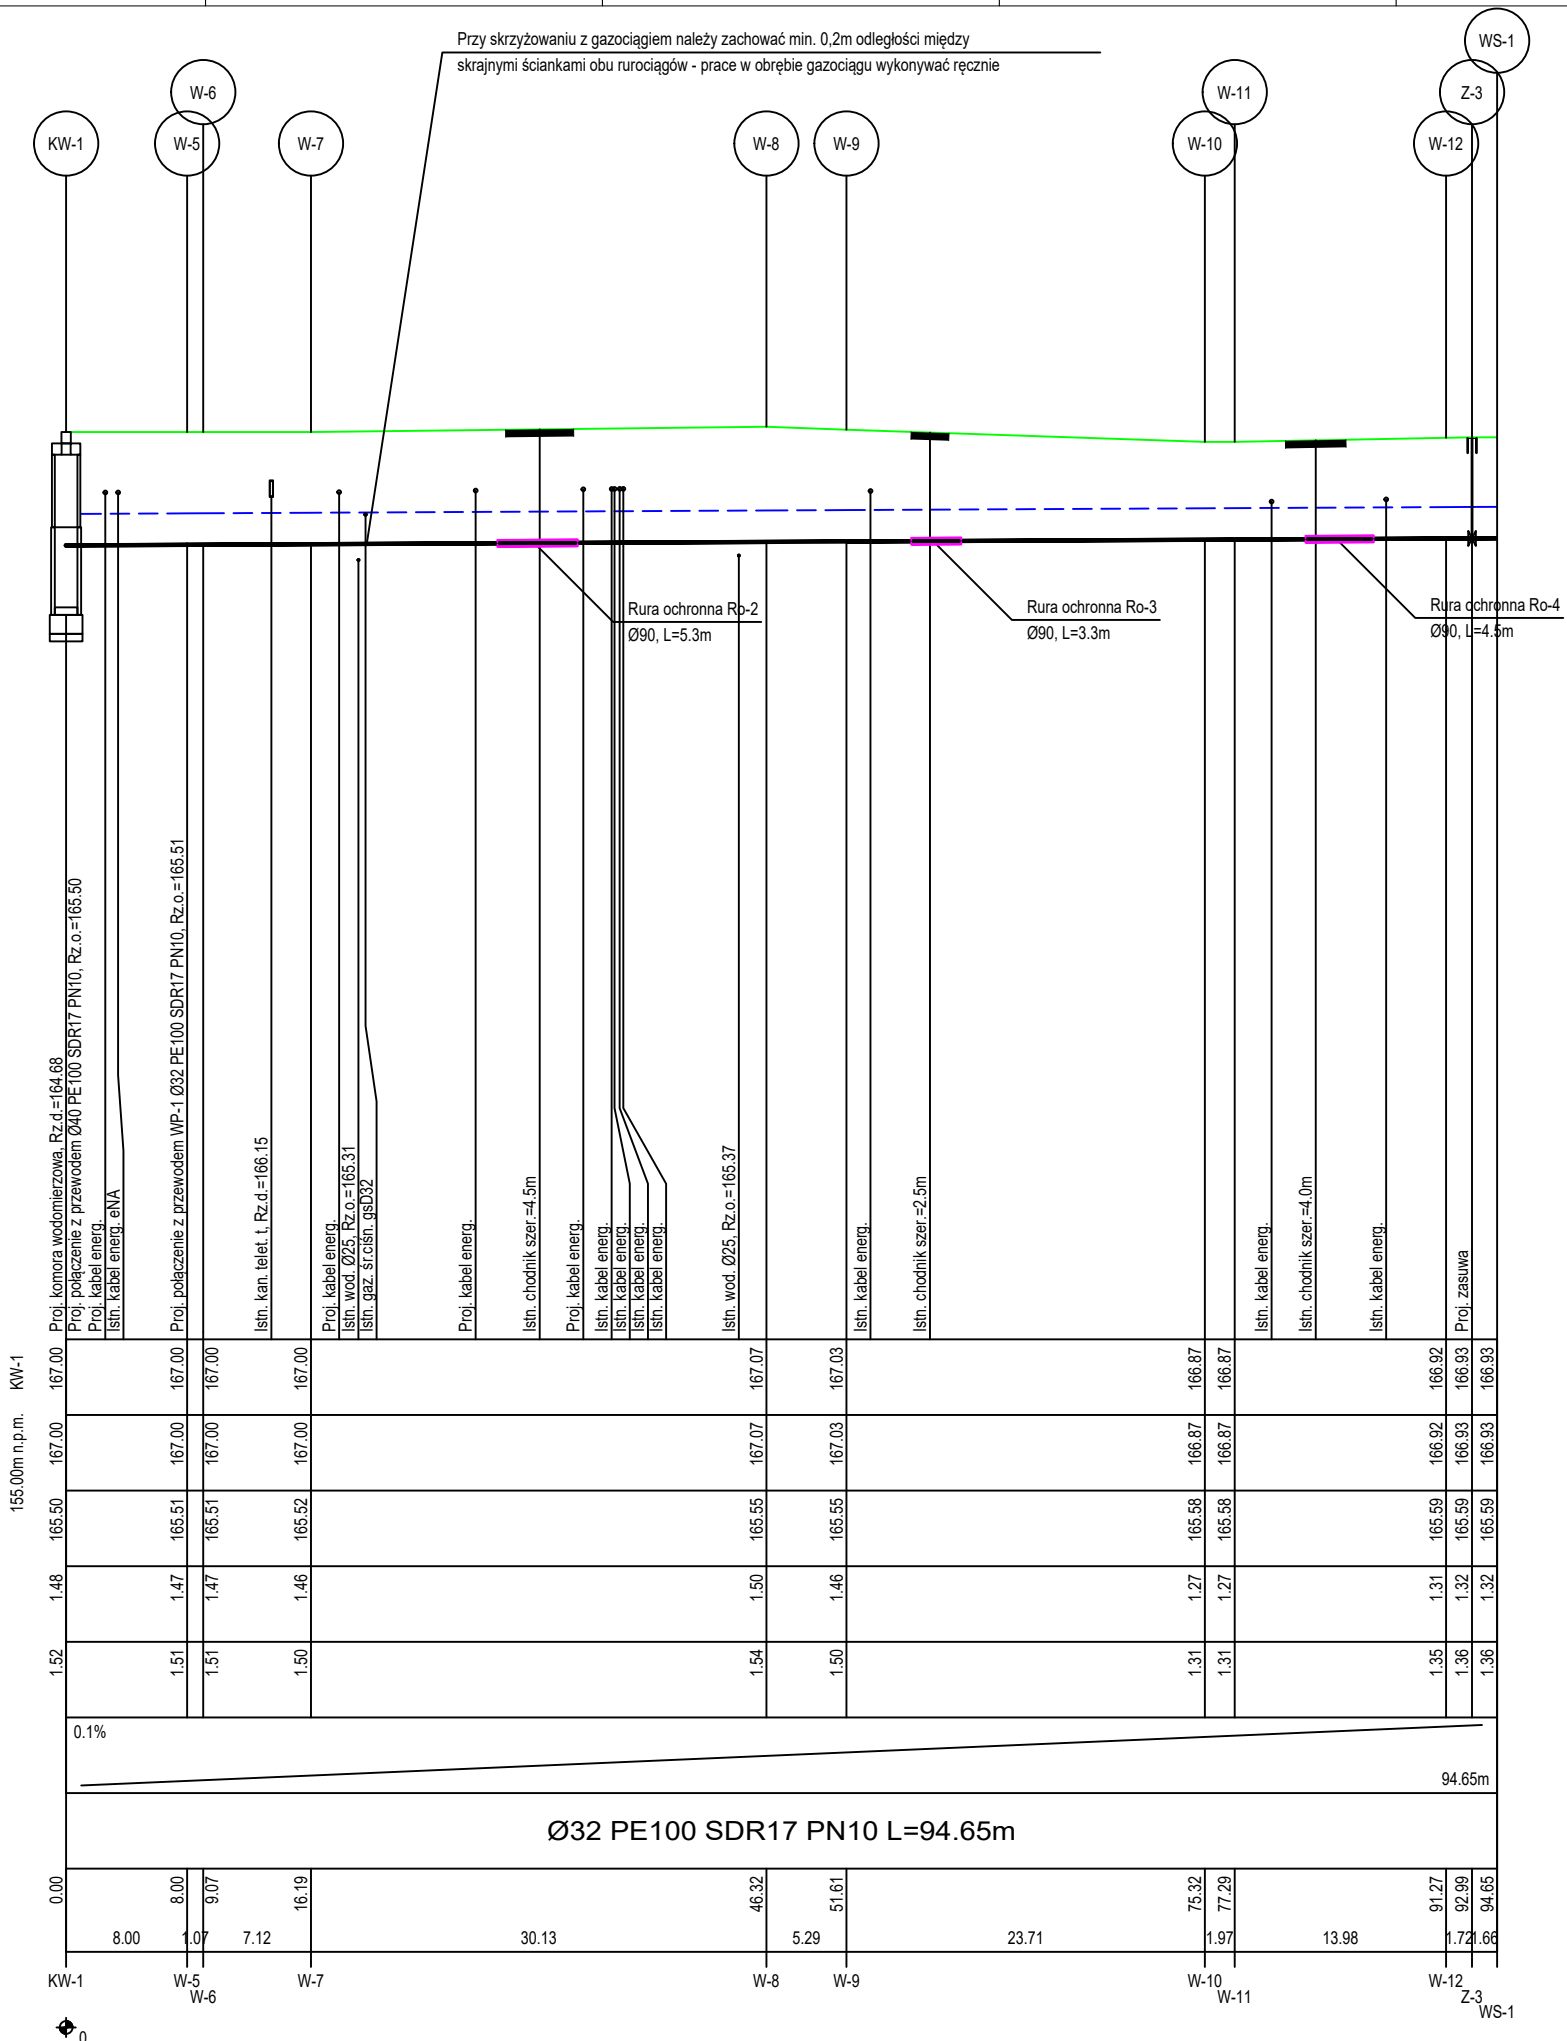 Przy skrzyżowaniu z gazociągiem należy zachować min. 0,2m odległości między
skrajnymi ściankami obu rurociągów - prace w obrębie gazociągu wykonywać ręcznie
WS-1
W-6
W-11
Z-3
KW-1
W-5
W-7
W-8
W-9
W-10
W-12
Rura ochronna Ro-2
Ø90, L=5.3m
Rura ochronna Ro-3
Ø90, L=3.3m
Rura ochronna Ro-4
Ø90, L=4.5m
Proj. komora wodomierzowa, Rz.d.=164.68
Proj. połączenie z przewodem Ø40 PE100 SDR17 PN10, Rz.o.=165.50
Proj. kabel energ.
Istn. kabel energ. eNA
Proj. połączenie z przewodem WP-1 Ø32 PE100 SDR17 PN10, Rz.o.=165.51
Istn. kan. telet. t, Rz.d.=166.15
Proj. kabel energ.
Istn. wod. Ø25, Rz.o.=165.31
Istn. gaz. śr.ciśn. gsD32
Proj. kabel energ.
Istn. chodnik szer.=4.5m
Proj. kabel energ.
Istn. kabel energ.
Istn. kabel energ.
Istn. kabel energ.
Istn. kabel energ.
Istn. wod. Ø25, Rz.o.=165.37
Istn. kabel energ.
Istn. chodnik szer.=2.5m
Istn. kabel energ.
Istn. chodnik szer.=4.0m
Istn. kabel energ.
Proj. zasuwa
155.00m n.p.m. KW-1
167.00 167.00 167.00 167.00 167.07 167.03 166.87 166.87 166.92 166.93 166.93
167.00 167.00 167.00 167.00 167.07 167.03 166.87 166.87 166.92 166.93 166.93
165.50 165.51 165.51 165.52 165.55 165.55 165.58 165.58 165.59 165.59 165.59
1.48 1.47 1.47 1.46 1.50 1.46 1.27 1.27 1.31 1.32 1.32
1.52 1.51 1.51 1.50 1.54 1.50 1.31 1.31 1.35 1.36 1.36
0.1%
94.65m
Ø32 PE100 SDR17 PN10 L=94.65m
0.00 8.00 9.07 16.19 46.32 51.61 75.32 77.29 91.27 92.99 94.65
8.00 1.07 7.12 30.13 5.29 23.71 1.97 13.98 1.72 1.66
KW-1 W-5 W-7 W-8 W-9 W-10 W-12
W-6 W-11 Z-3
WS-1
0